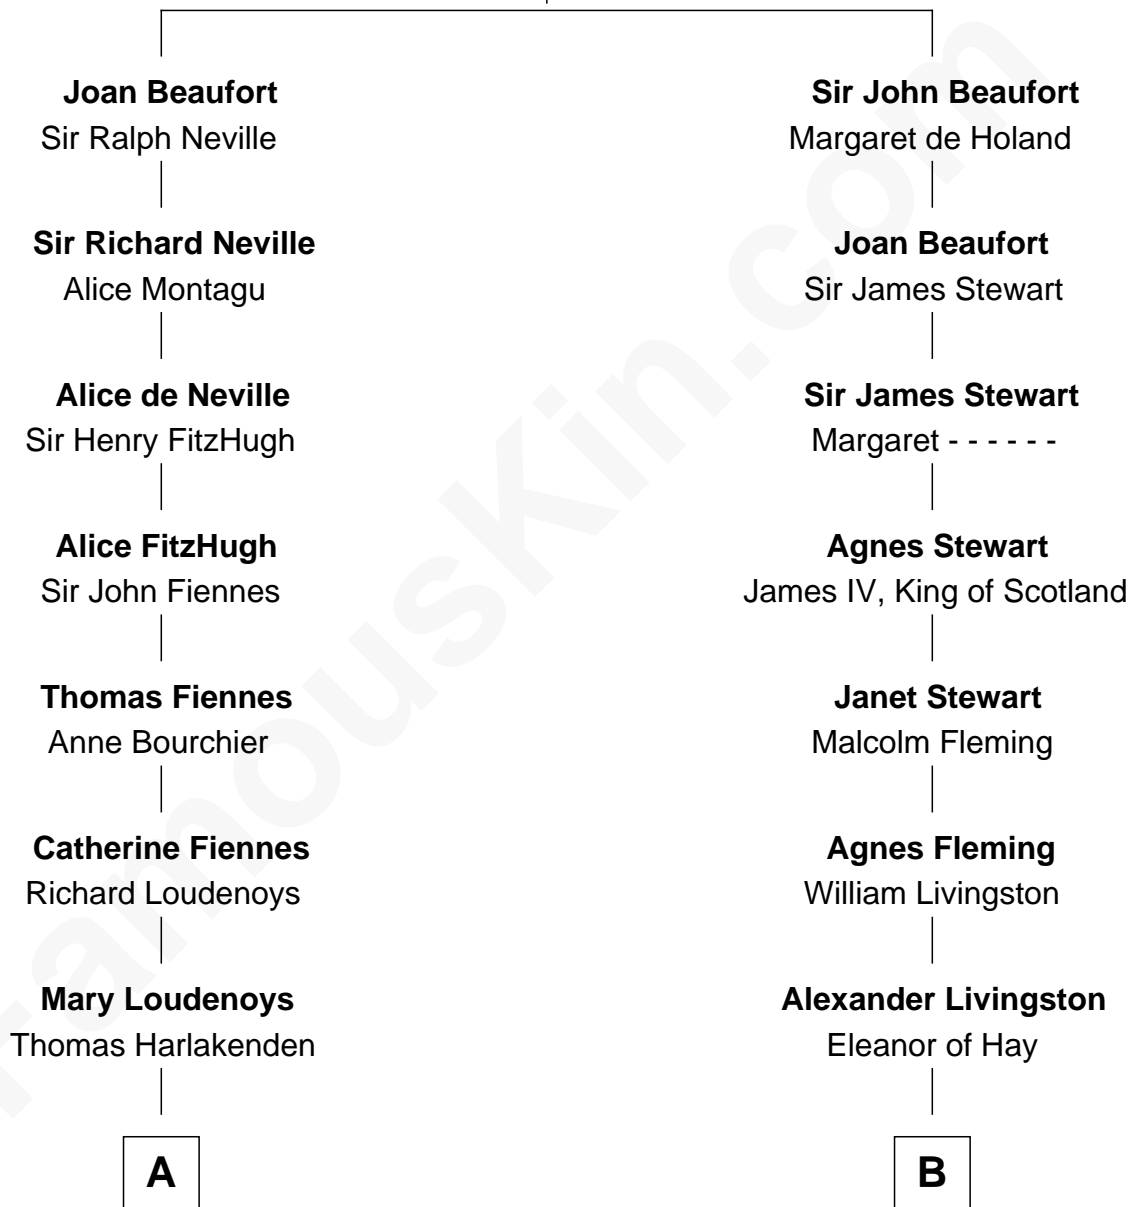 Joan Beaufort
Sir Ralph Neville
Sir Richard Neville
Alice Montagu
Alice de Neville
Sir Henry FitzHugh
Alice FitzHugh
Sir John Fiennes
Thomas Fiennes
Anne Bourchier
Catherine Fiennes
Richard Loudenoys
Mary Loudenoys
Thomas Harlakenden
A
Sir John Beaufort
Margaret de Holand
Joan Beaufort
Sir James Stewart
Sir James Stewart
Margaret - - - - - -
Agnes Stewart
James IV, King of Scotland
Janet Stewart
Malcolm Fleming
Agnes Fleming
William Livingston
Alexander Livingston
Eleanor of Hay
B
FamousKin.com